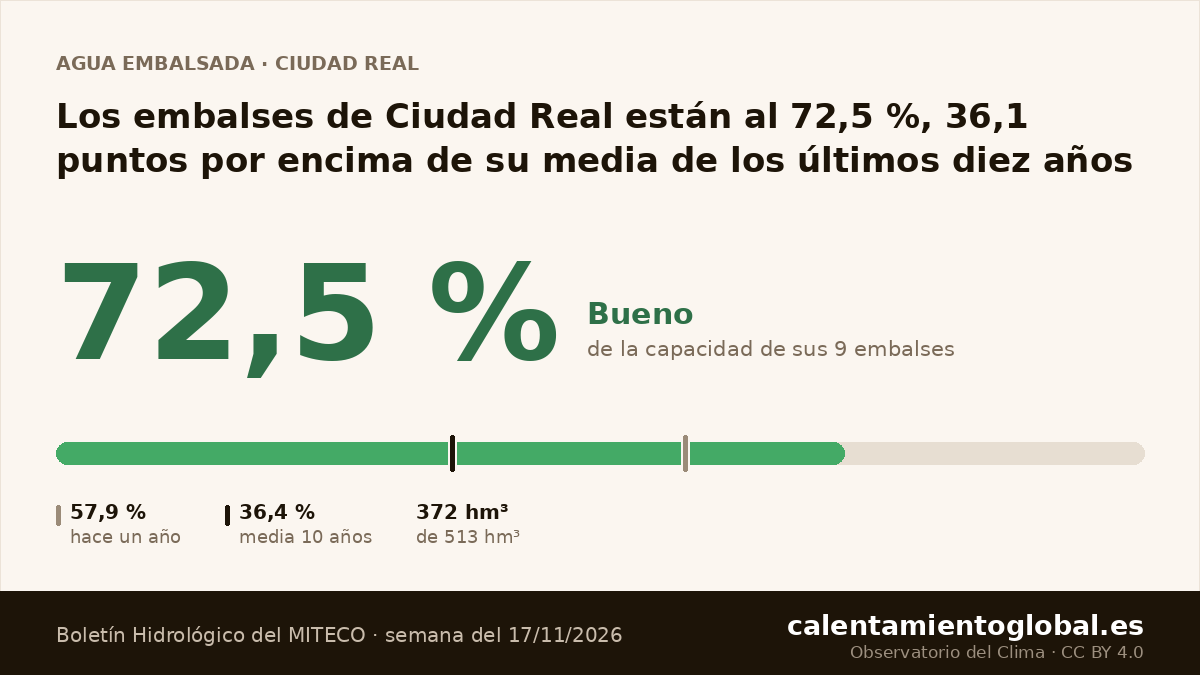 AGUA EMBALSADA · CIUDAD REAL
Los embalses de Ciudad Real están al 72,5 %, 36,1
puntos por encima de su media de los últimos diez años
72,5 %
Bueno
de la capacidad de sus 9 embalses
57,9 %
hace un año
36,4 %
media 10 años
372 hm³
de 513 hm³
Boletín Hidrológico del MITECO · semana del 17/11/2026
calentamientoglobal.es
Observatorio del Clima · CC BY 4.0